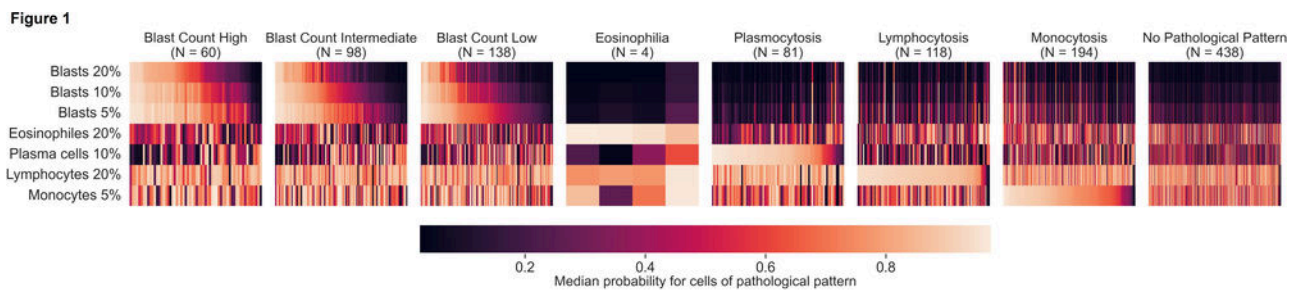 Figure 1
Blast Count High
(N = 60)
Blast Count Intermediate
(N = 98)
Blast Count Low
(N = 138)
Eosinophilia
(N = 4)
Plasmocytosis
(N = 81)
Lymphocytosis
(N = 118)
Monocytosis
(N = 194)
No Pathological Pattern
(N = 438)
Blasts 20%
Blasts 10%
Blasts 5%
Eosinophiles 20%
Plasma cells 10%
Lymphocytes 20%
Monocytes 5%
0.2 0.4 0.6 0.8
Median probability for cells of pathological pattern